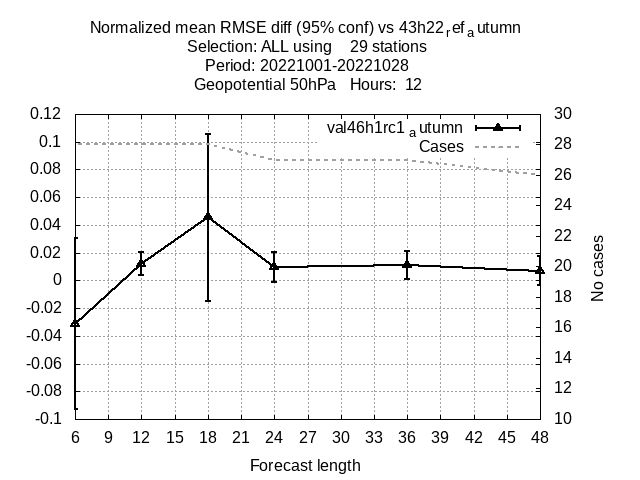 Normalized mean RMSE diff (95% conf) vs 43h22refautumn
Selection: ALL using 29 stations
Period: 20221001-20221028
Geopotential 50hPa Hours: 12
val46h1rc1autumn
Cases
0.12
0.1
0.08
0.06
0.04
0.02
0
-0.02
-0.04
-0.06
-0.08
-0.1
30
28
26
24
22
20
18
16
14
12
10
No cases
6 9 12 15 18 21 24 27 30 33 36 39 42 45 48
Forecast length